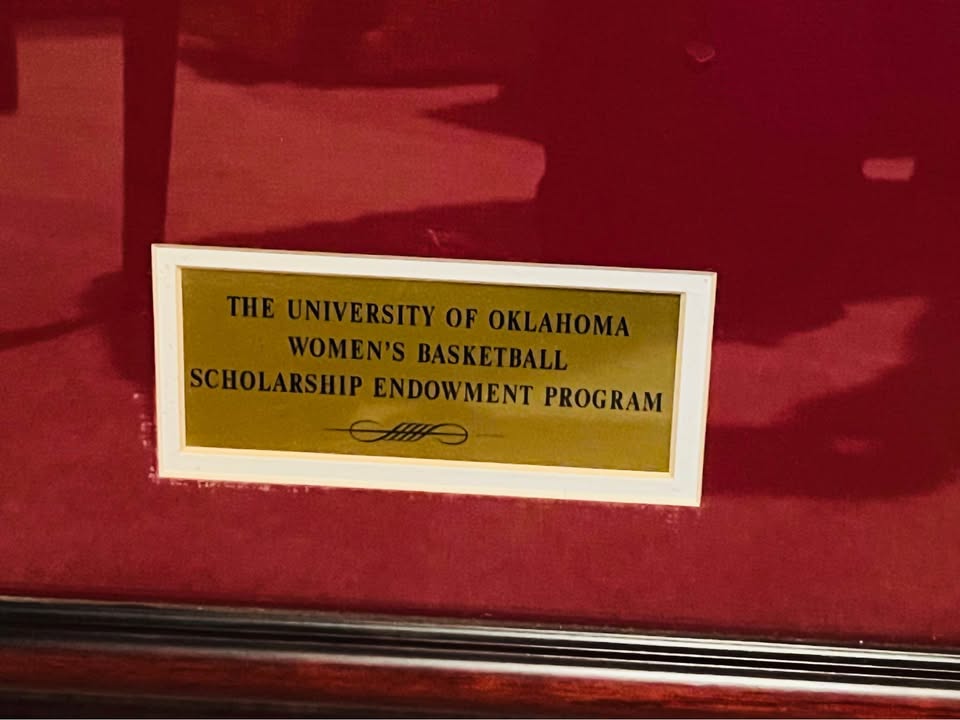 THE UNIVERSITY OF OKLAHOMA
WOMEN'S BASKETBALL
SCHOLARSHIP ENDOWMENT PROGRAM